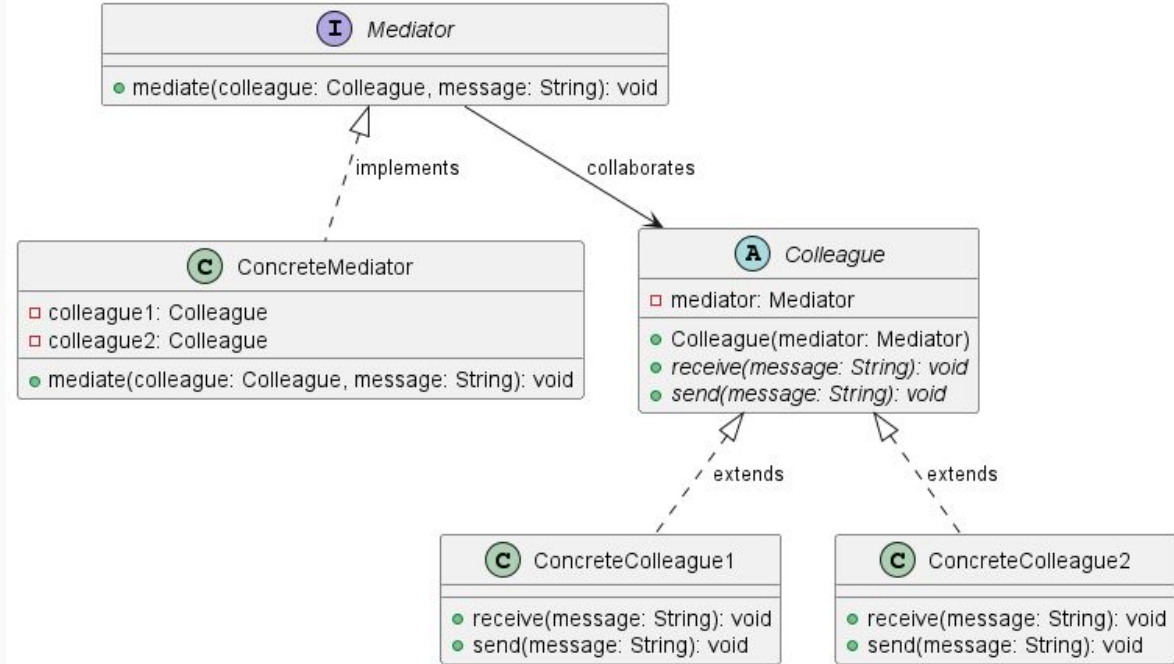 I Mediator
mediate(colleague: Colleague, message: String): void
implements
collaborates
C ConcreteMediator
colleague1: Colleague
colleague2: Colleague
mediate(colleague: Colleague, message: String): void
A Colleague
mediator: Mediator
Colleague(mediator: Mediator)
receive(message: String): void
send(message: String): void
extends
extends
C ConcreteColleague1
receive(message: String): void
send(message: String): void
C ConcreteColleague2
receive(message: String): void
send(message: String): void